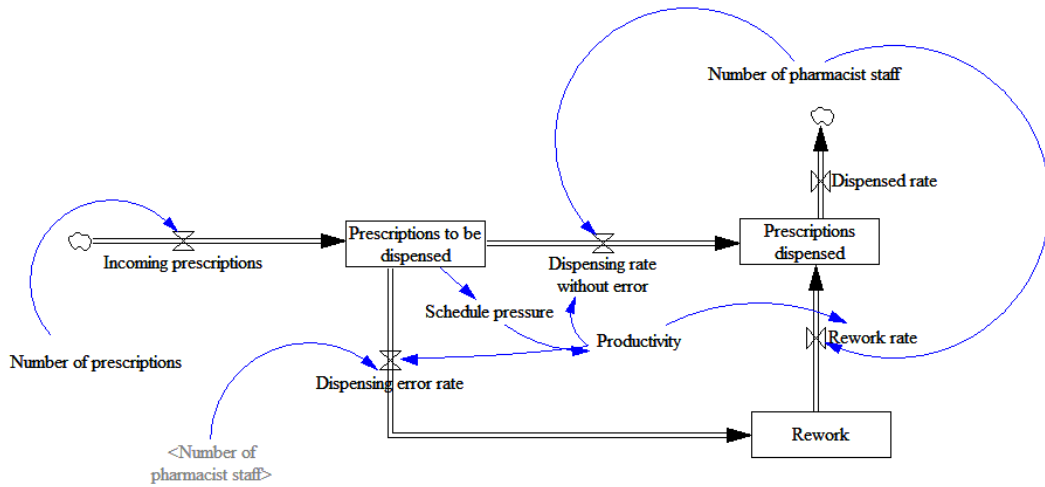 Number of pharmacist staff
Dispensed rate
Prescriptions to be
dispensed
Prescriptions
dispensed
Incoming prescriptions
Dispensing rate
without error
Schedule pressure
Productivity
Rework rate
Number of prescriptions
Dispensing error rate
Rework
<Number of
pharmacist staff>